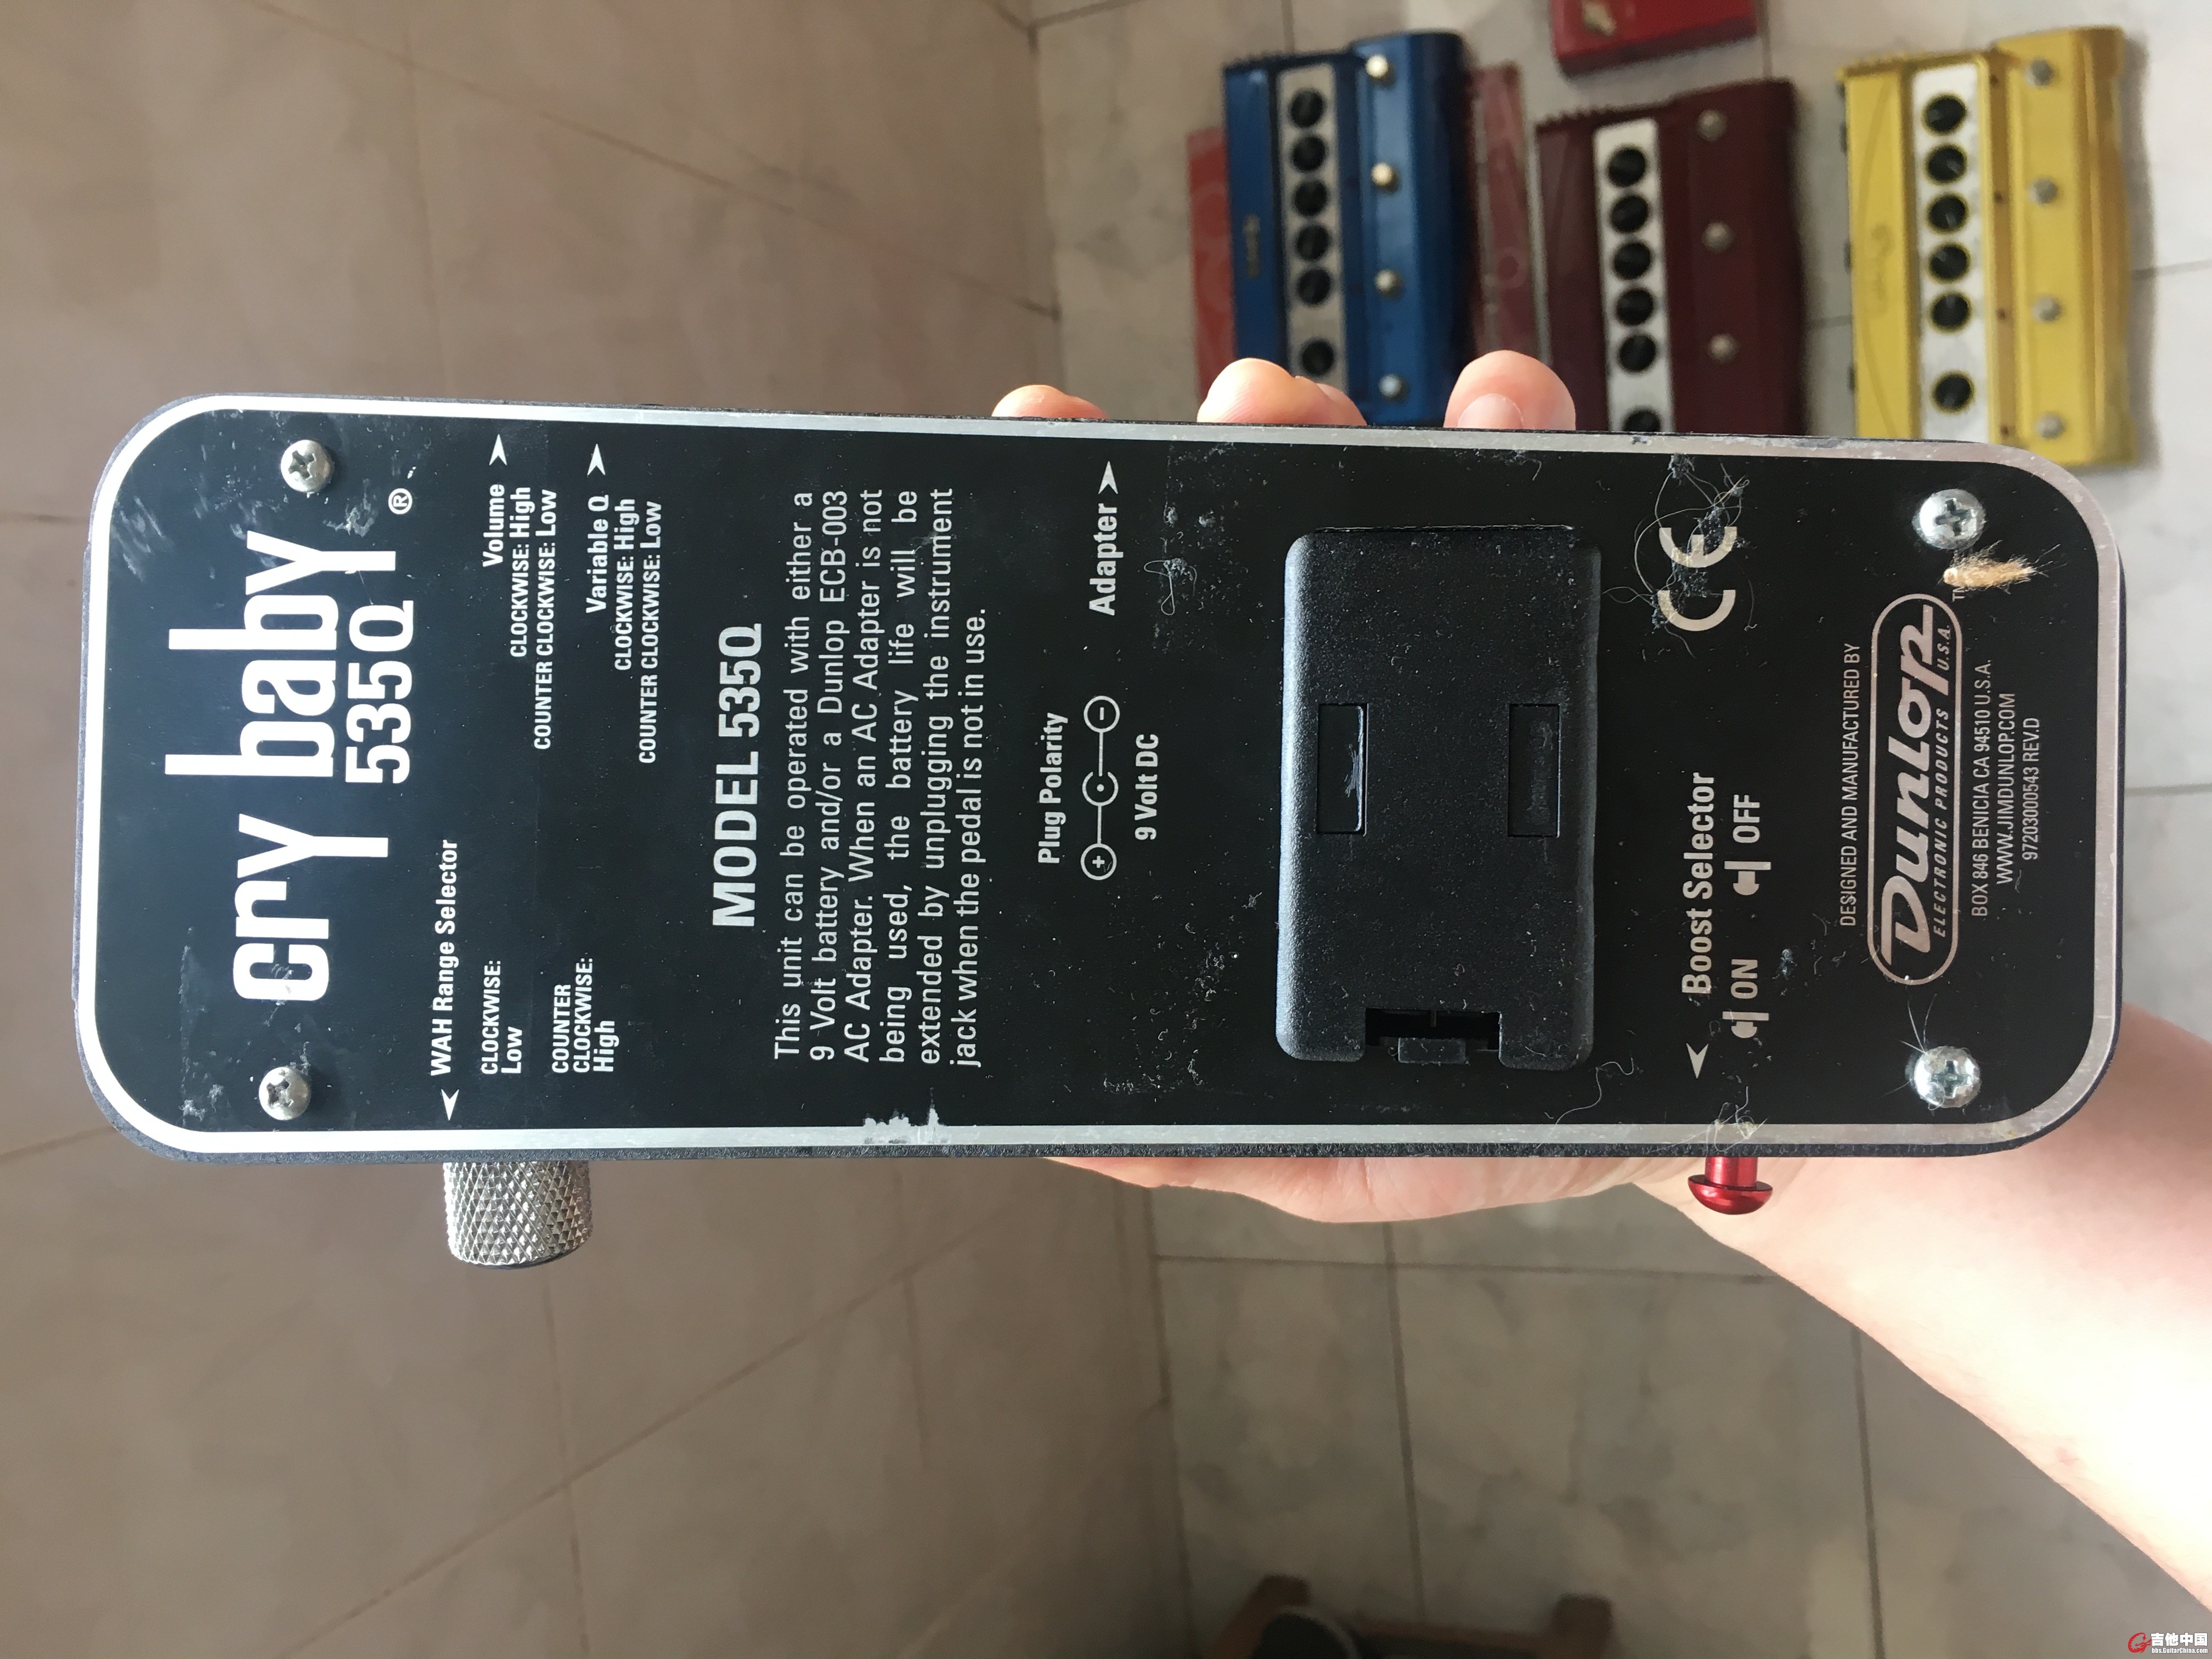 cry baby
535Q ®
WAH Range Selector
CLOCKWISE:
Low
COUNTER
CLOCKWISE:
High
Volume
CLOCKWISE: High
COUNTER CLOCKWISE: Low
Variable Q
CLOCKWISE: High
COUNTER CLOCKWISE: Low
MODEL 535Q
This unit can be operated with either a
9 Volt battery and/or a Dunlop ECB-003
AC Adapter. When an AC Adapter is not
being used, the battery life will be
extended by unplugging the instrument
jack when the pedal is not in use.
Plug Polarity
+ C -
9 Volt DC
Adapter
CE
Boost Selector
ON OFF
DESIGNED AND MANUFACTURED BY
Dunlop TM
ELECTRONIC PRODUCTS U.S.A.
BOX 846 BENICIA CA 94510 U.S.A.
WWW.JIMDUNLOP.COM
97203000543 REV.D
吉他中国
bbs.GuitarChina.com